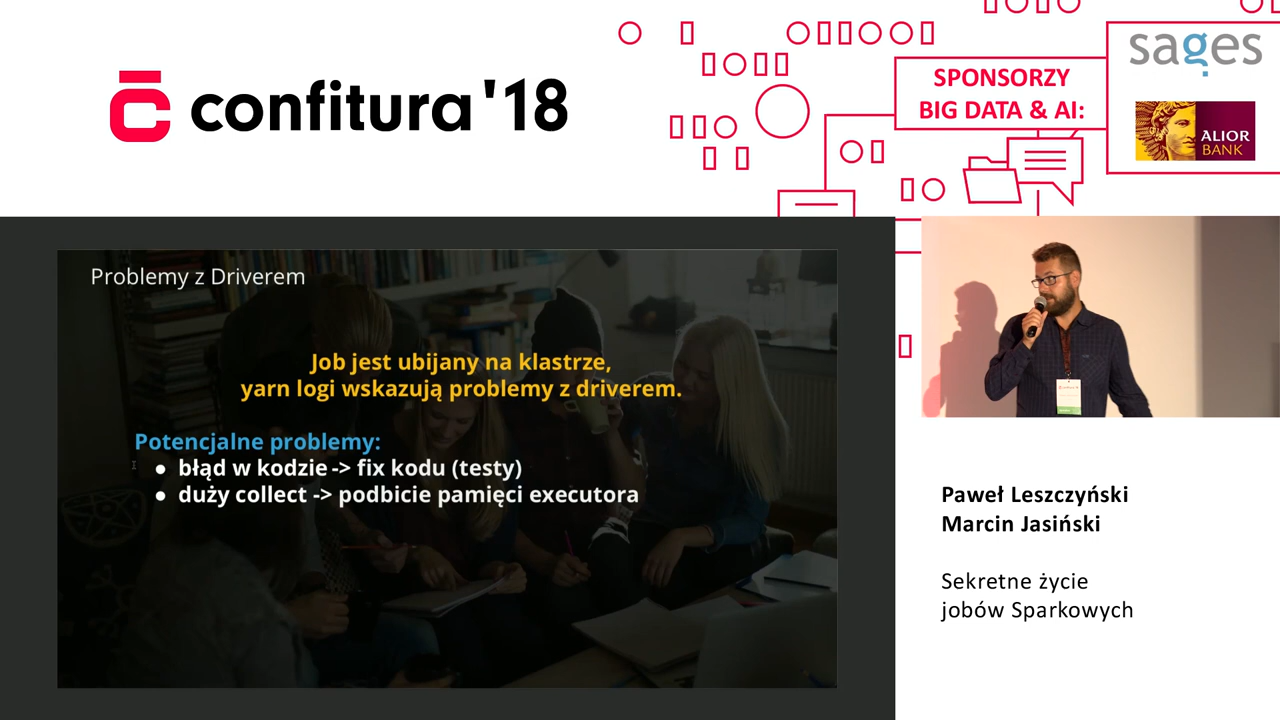 confitura '18
SPONSORZY
BIG DATA & AI:
sages
ALIOR
BANK
Problemy z Driverem
Job jest ubijany na klastrze,
yarn logi wskazują problemy z driverem.
Potencjalne problemy:
● błąd w kodzie -> fix kodu (testy)
● duży collect -> podbicie pamięci executora
Paweł Leszczyński
Marcin Jasiński
Sekretne życie
jobów Sparkowych